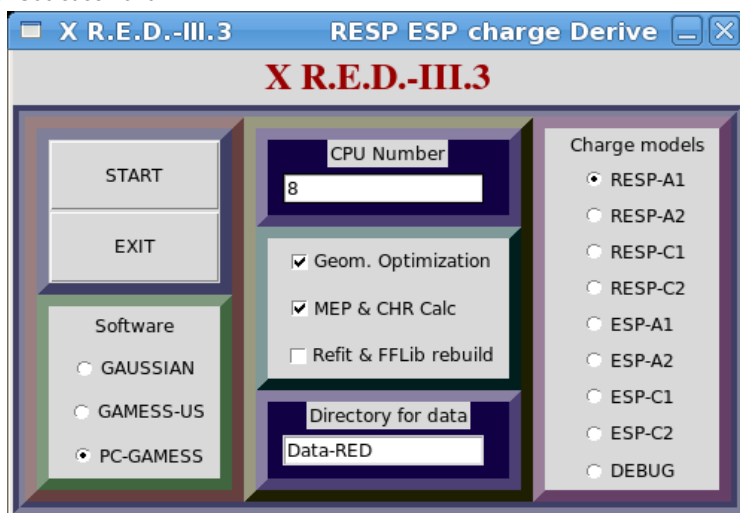 X R.E.D.-III.3 RESP ESP charge Derive
X R.E.D.-III.3
START
EXIT
Software
GAUSSIAN
GAMESS-US
PC-GAMESS
CPU Number
8
Geom. Optimization
MEP & CHR Calc
Refit & FFLib rebuild
Directory for data
Data-RED
Charge models
RESP-A1
RESP-A2
RESP-C1
RESP-C2
ESP-A1
ESP-A2
ESP-C1
ESP-C2
DEBUG